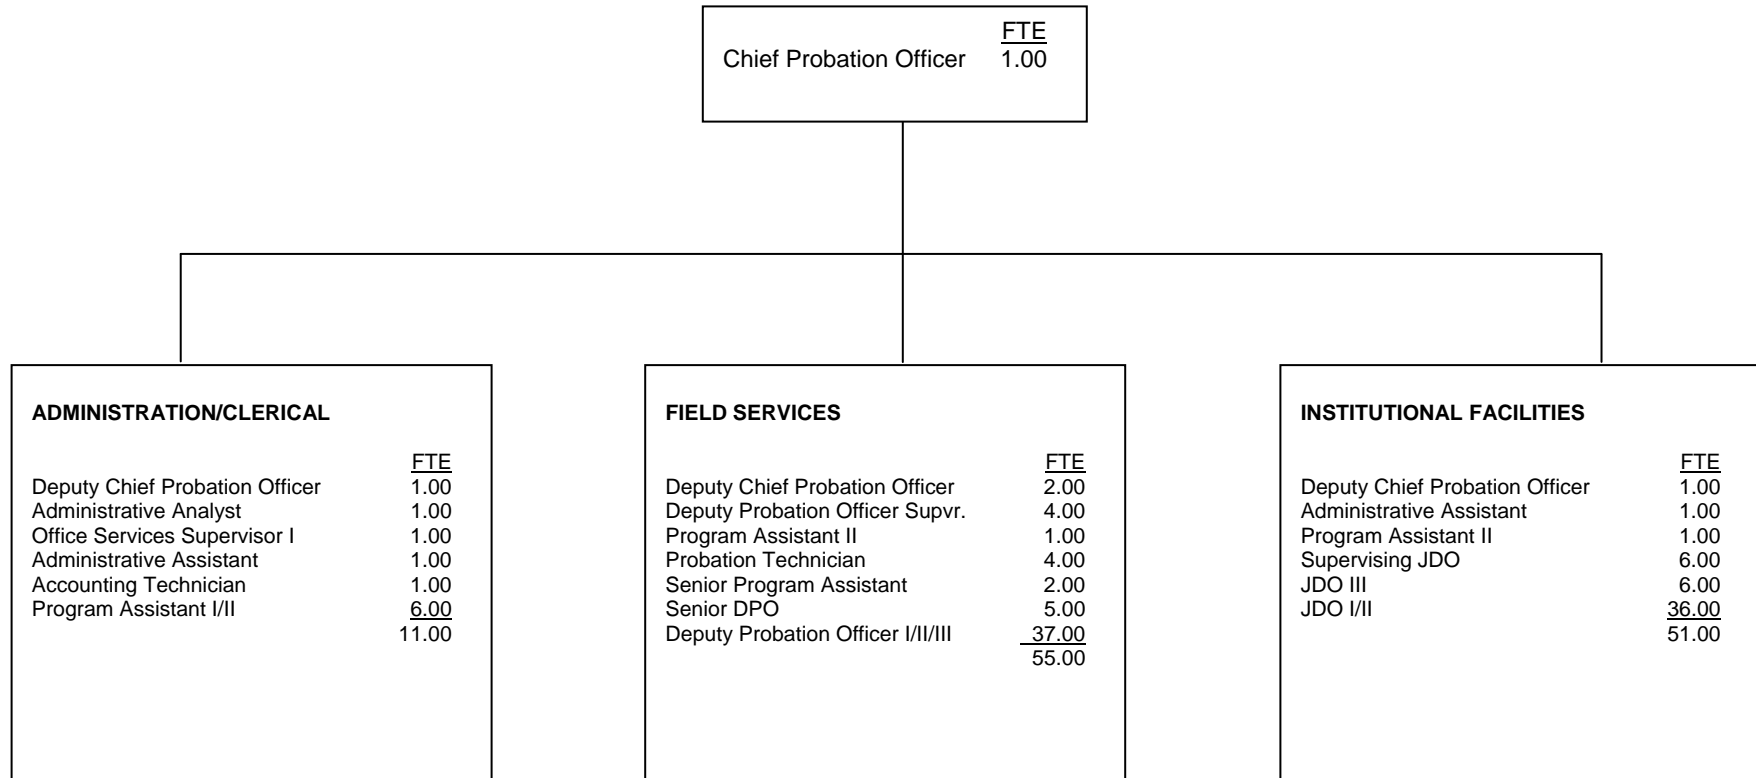 FTE
Chief Probation Officer 1.00
ADMINISTRATION/CLERICAL
FTE
Deputy Chief Probation Officer 1.00
Administrative Analyst 1.00
Office Services Supervisor I 1.00
Administrative Assistant 1.00
Accounting Technician 1.00
Program Assistant I/II 6.00
11.00
FIELD SERVICES
FTE
Deputy Chief Probation Officer 2.00
Deputy Probation Officer Supvr. 4.00
Program Assistant II 1.00
Probation Technician 4.00
Senior Program Assistant 2.00
Senior DPO 5.00
Deputy Probation Officer I/II/III 37.00
55.00
INSTITUTIONAL FACILITIES
FTE
Deputy Chief Probation Officer 1.00
Administrative Assistant 1.00
Program Assistant II 1.00
Supervising JDO 6.00
JDO III 6.00
JDO I/II 36.00
51.00